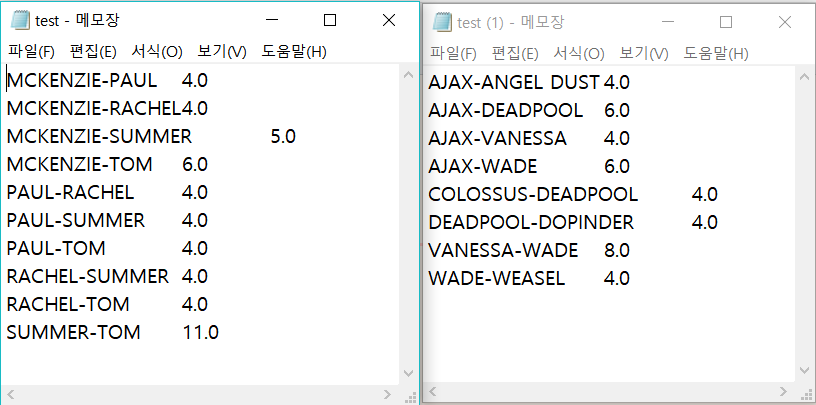 test - 메모장
파일(F) 편집(E) 서식(O) 보기(V) 도움말(H)
MCKENZIE-PAUL 4.0
MCKENZIE-RACHEL4.0
MCKENZIE-SUMMER 5.0
MCKENZIE-TOM 6.0
PAUL-RACHEL 4.0
PAUL-SUMMER 4.0
PAUL-TOM 4.0
RACHEL-SUMMER 4.0
RACHEL-TOM 4.0
SUMMER-TOM 11.0
test (1) - 메모장
파일(F) 편집(E) 서식(O) 보기(V) 도움말(H)
AJAX-ANGEL DUST 4.0
AJAX-DEADPOOL 6.0
AJAX-VANESSA 4.0
AJAX-WADE 6.0
COLOSSUS-DEADPOOL 4.0
DEADPOOL-DOPINDER 4.0
VANESSA-WADE 8.0
WADE-WEASEL 4.0